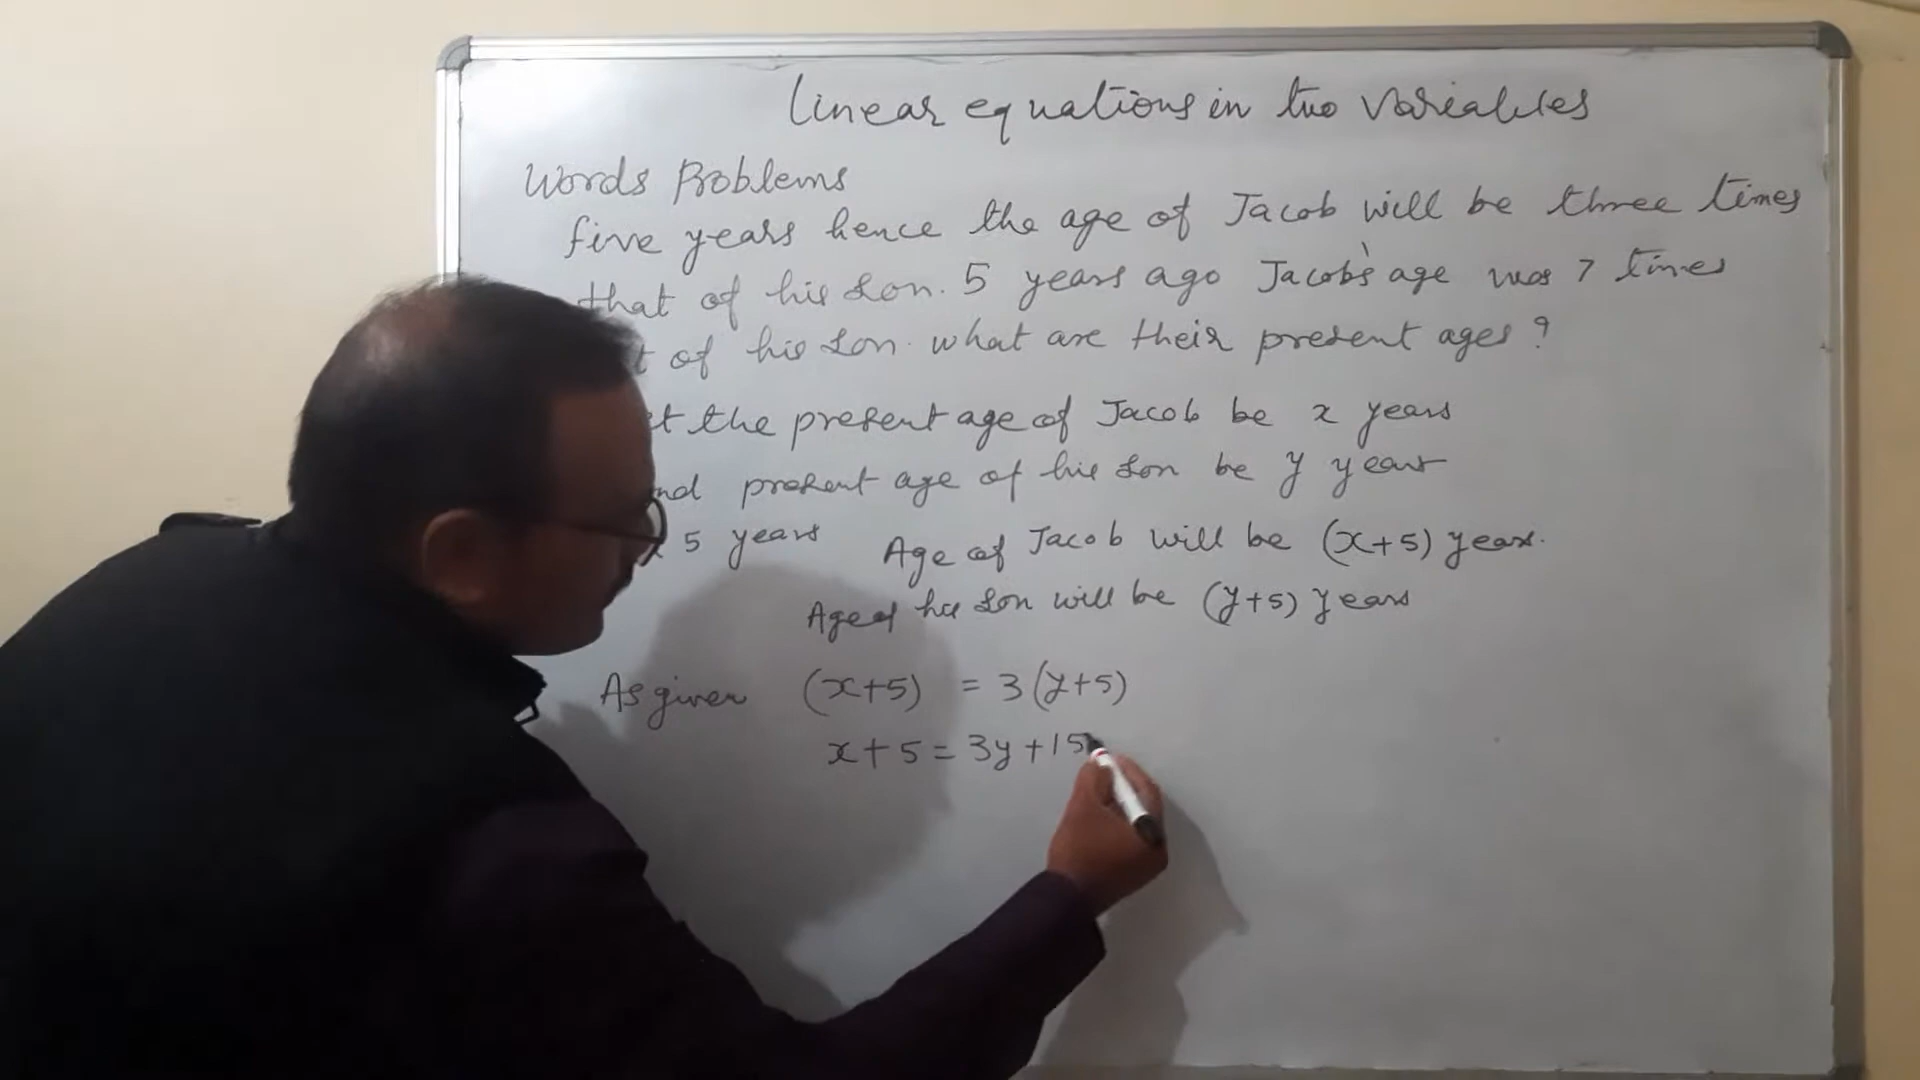 Linear equations in two variables
Words Problems
five years hence the age of Jacob will be three times
that of his son. 5 years ago Jacob's age was 7 times
of his son. what are their present ages?
the present age of Jacob be x years
present age of his son be y years
5 years Age of Jacob will be (x+5) years.
Age of his son will be (y+5) years
As given (x+5) = 3(y+5)
x+5=3y+15